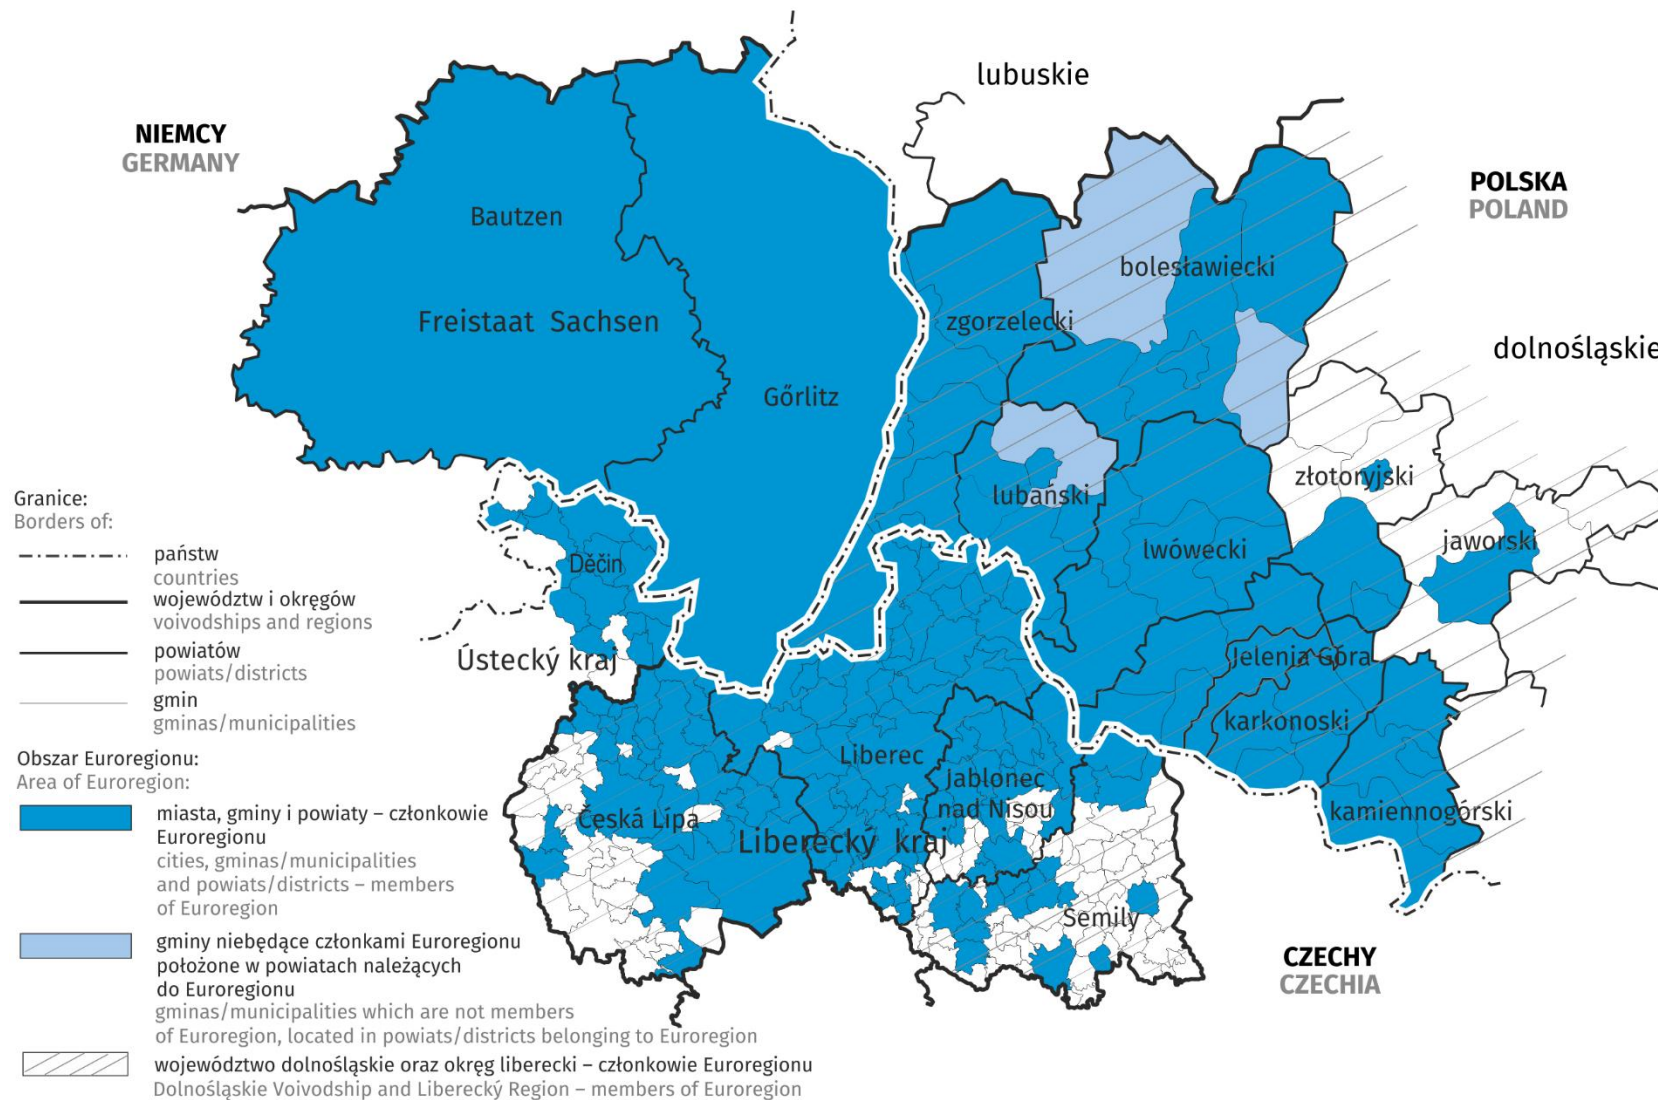 lubuskie
NIEMCY
GERMANY
POLSKA
POLAND
Bautzen
bolesławiecki
Freistaat Sachsen
zgorzelecki
dolnośląskie
Gőrlitz
złotoryjski
lubański
jaworski
lwówecki
Děčín
Ústecký kraj
Jelenia Góra
karkonoski
Liberec
Jablonec
nad Nisou
kamiennogórski
Česká Lípa
Liberecký kraj
Semily
CZECHY
CZECHIA
Granice:
Borders of:
państw
countries
województw i okręgów
voivodships and regions
powiatów
powiats/districts
gmin
gminas/municipalities
Obszar Euroregionu:
Area of Euroregion:
miasta, gminy i powiaty – członkowie
Euroregionu
cities, gminas/municipalities
and powiats/districts – members
of Euroregion
gminy niebędące członkami Euroregionu
położone w powiatach należących
do Euroregionu
gminas/municipalities which are not members
of Euroregion, located in powiats/districts belonging to Euroregion
województwo dolnośląskie oraz okręg liberecki – członkowie Euroregionu
Dolnośląskie Voivodship and Liberecký Region – members of Euroregion